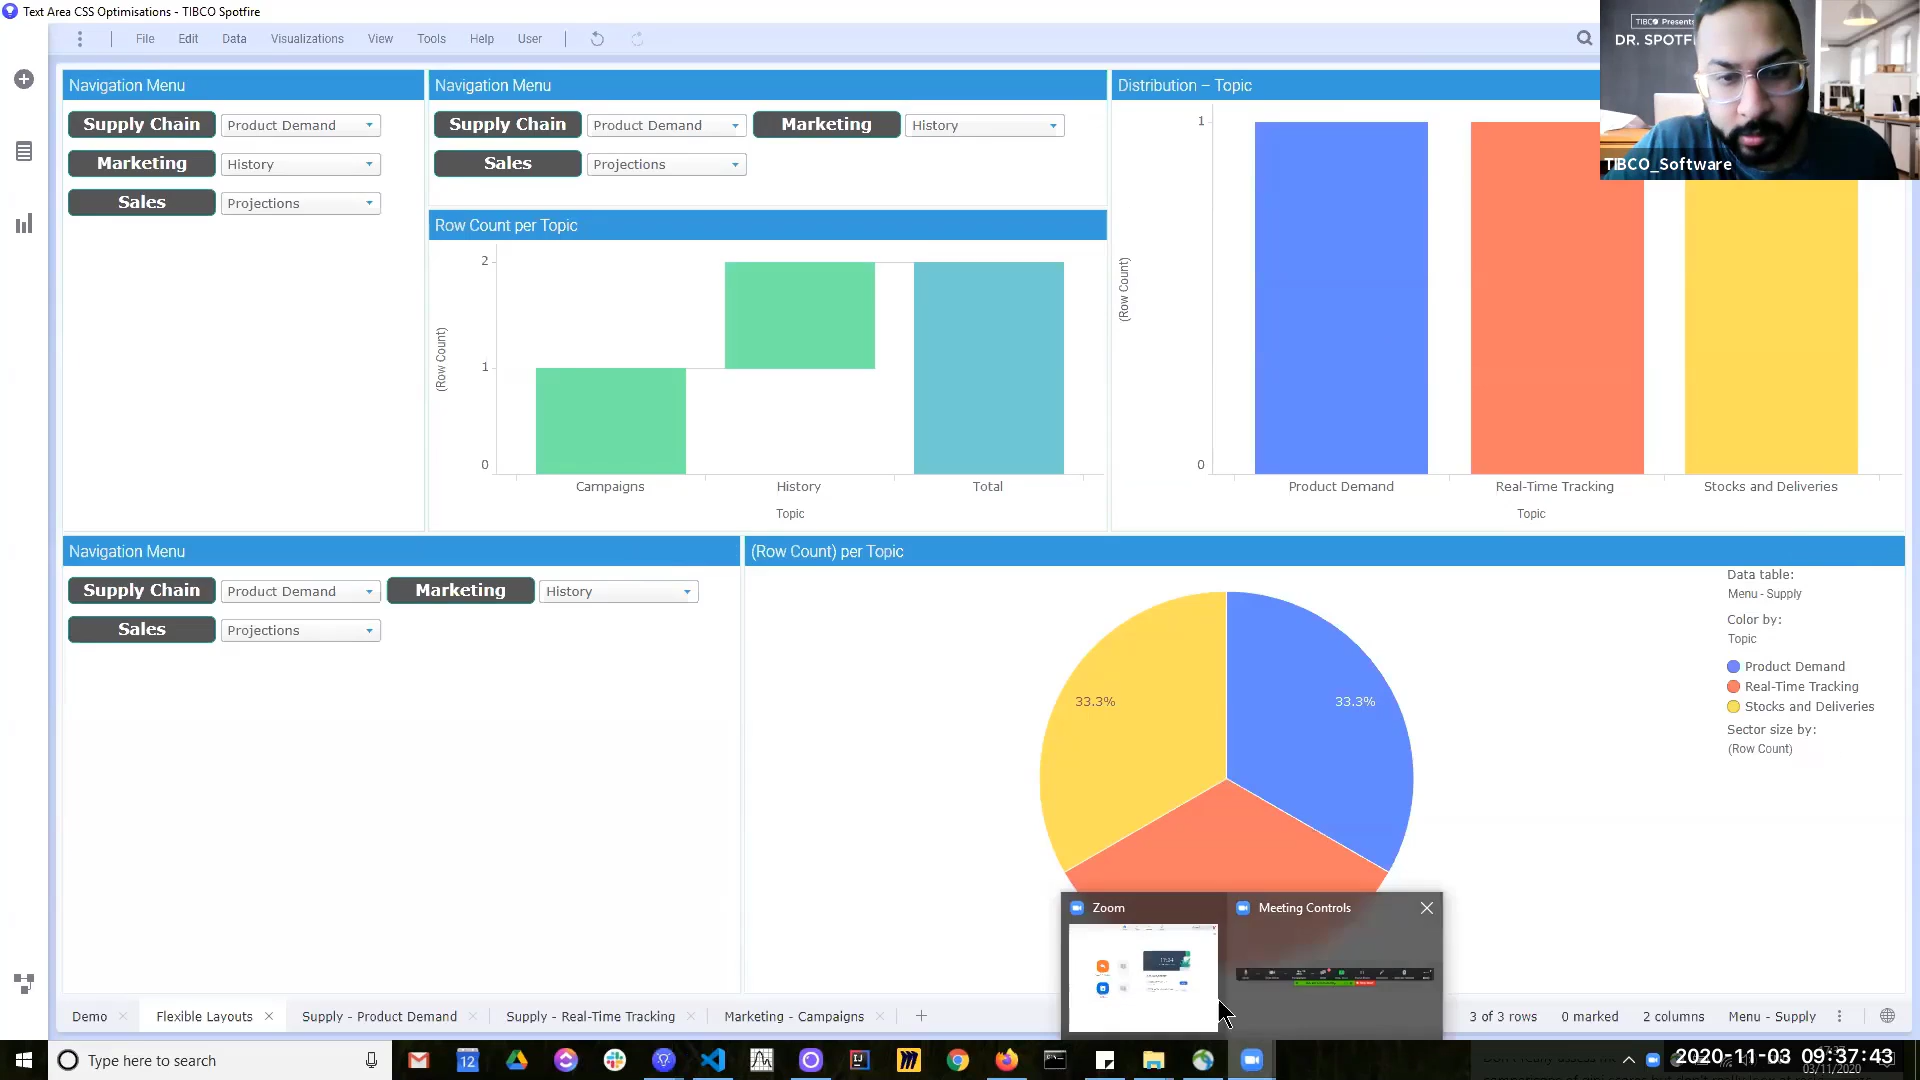 Text Area CSS Optimisations - TIBCO Spotfire
File Edit Data Visualizations View Tools Help User
TIBCO Presents
DR. SPOTFI
TIBCO_Software
Navigation Menu
Supply Chain Product Demand
Marketing History
Sales Projections
Navigation Menu
Supply Chain Product Demand Marketing History
Sales Projections
Row Count per Topic
2
1
0
(Row Count)
Campaigns History Total
Topic
Distribution – Topic
1
0
(Row Count)
Product Demand Real-Time Tracking Stocks and Deliveries
Topic
Navigation Menu
Supply Chain Product Demand Marketing History
Sales Projections
(Row Count) per Topic
33.3% 33.3%
Data table:
Menu - Supply
Color by:
Topic
Product Demand
Real-Time Tracking
Stocks and Deliveries
Sector size by:
(Row Count)
Zoom Meeting Controls
Demo Flexible Layouts Supply - Product Demand Supply - Real-Time Tracking Marketing - Campaigns
3 of 3 rows 0 marked 2 columns Menu - Supply
Type here to search
12
2020-11-03 09:37:43
03/11/2020